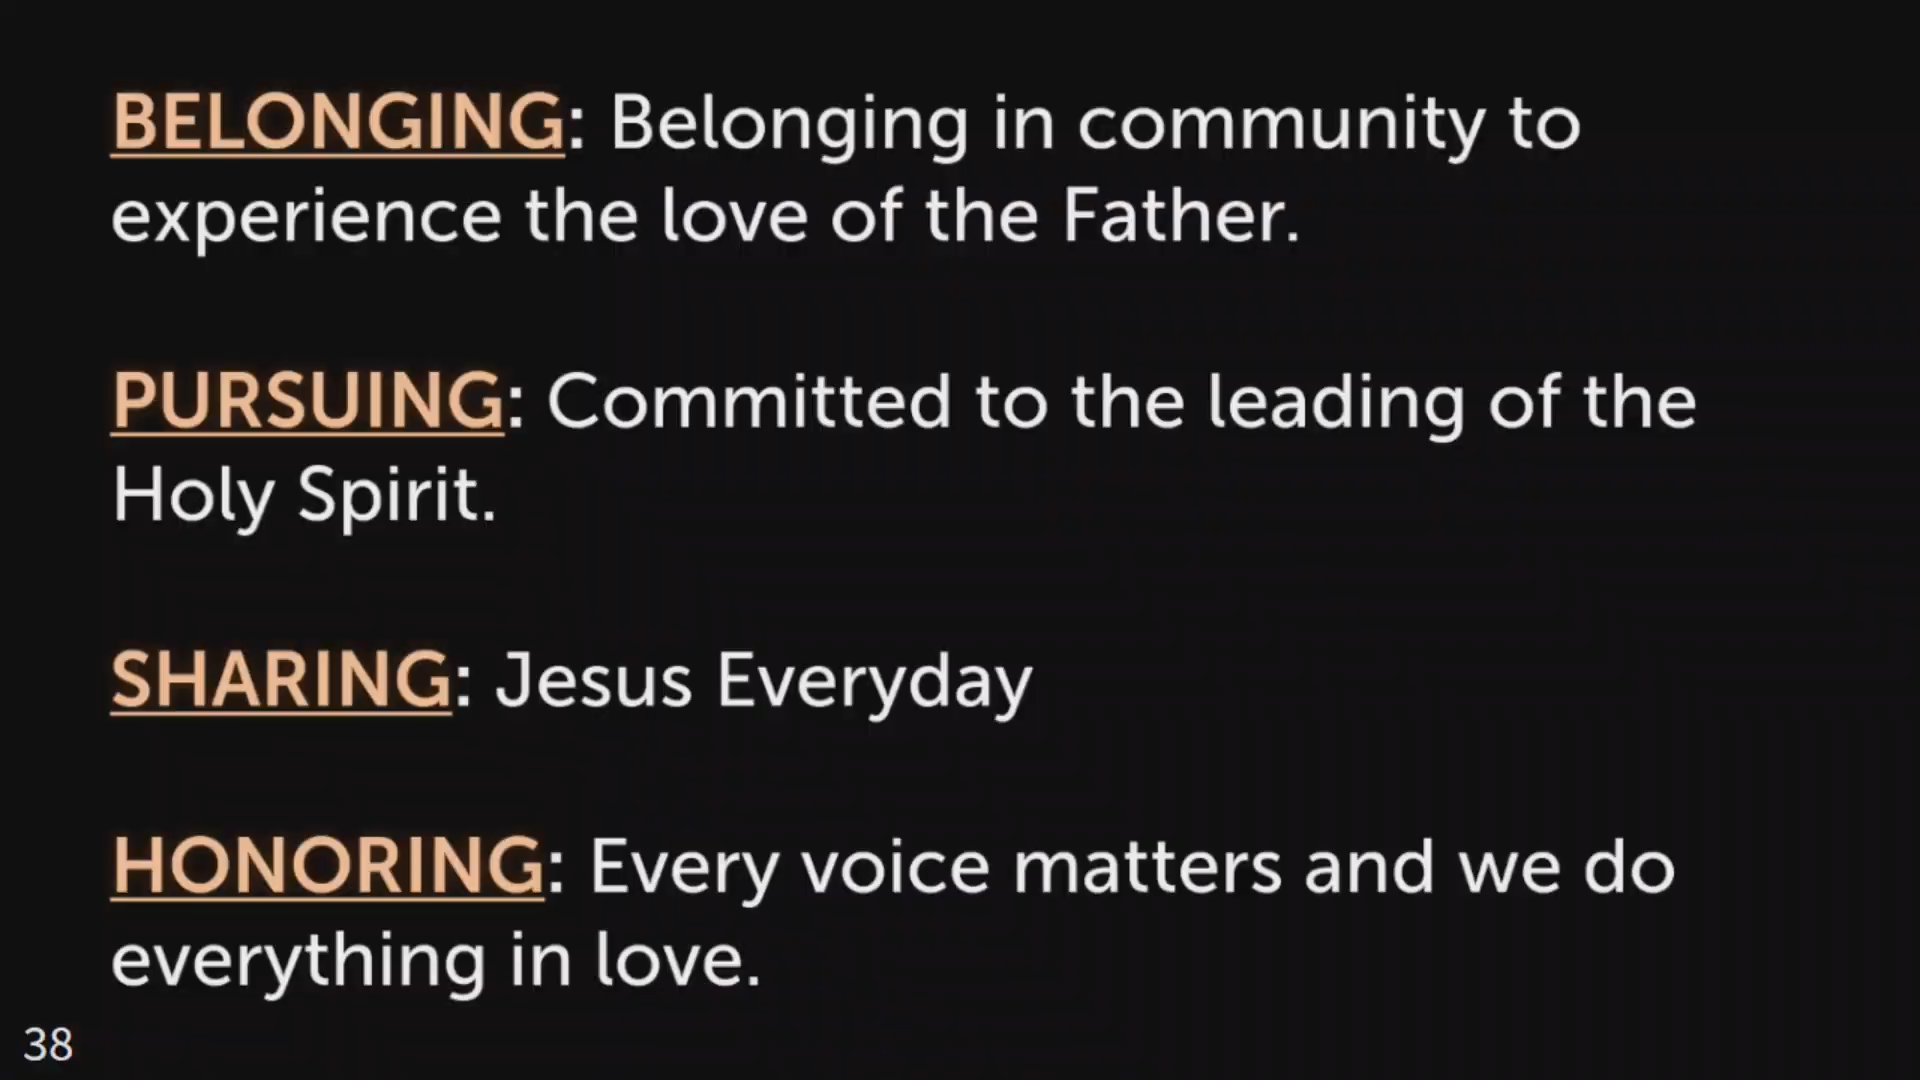 BELONGING: Belonging in community to
experience the love of the Father.
PURSUING: Committed to the leading of the
Holy Spirit.
SHARING: Jesus Everyday
HONORING: Every voice matters and we do
everything in love.
38